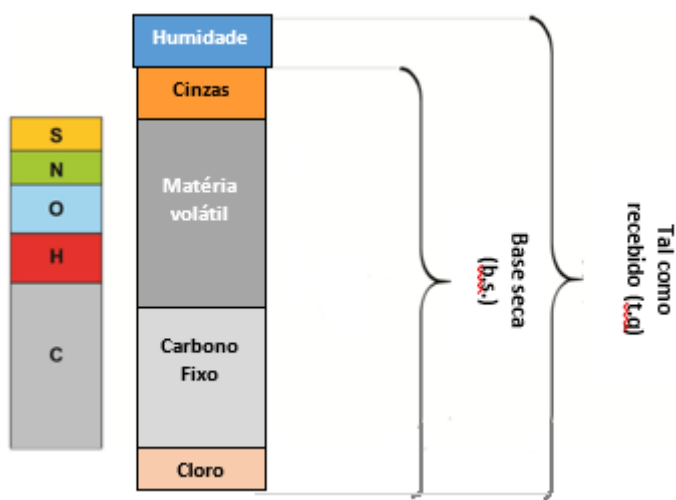 Humidade
Cinzas
S
N
O
H
C
Matéria
volátil
Carbono
Fixo
Cloro
Base seca
(b.s.)
Tal como
recebido (t.q)